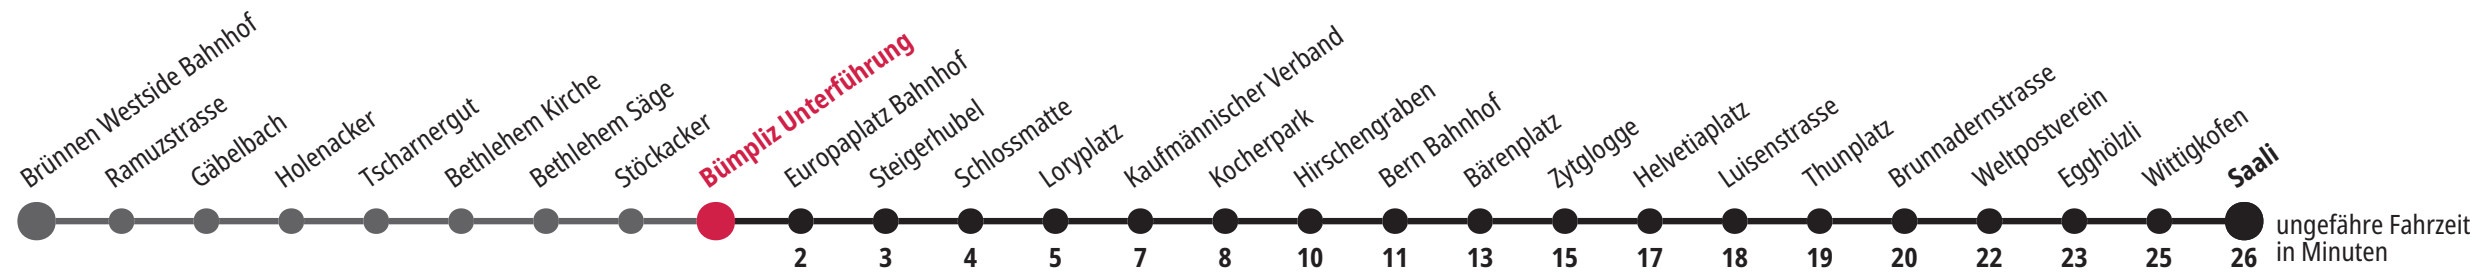 Brünnen Westside Bahnhof
Ramuzstrasse
Gäbelbach
Holenacker
Tscharnergut
Bethlehem Kirche
Bethlehem Säge
Stöckacker
Bümpliz Unterführung
Europaplatz Bahnhof
Steigerhubel
Schlossmatte
Loryplatz
Kaufmännischer Verband
Kocherpark
Hirschengraben
Bern Bahnhof
Bärenplatz
Zytglogge
Helvetiaplatz
Luisenstrasse
Thunplatz
Brunnadernstrasse
Weltpostverein
Egghölzli
Wittigkofen
Saali
2 3 4 5 7 8 10 11 13 15 17 18 19 20 22 23 25 26
ungefähre Fahrzeit
in Minuten